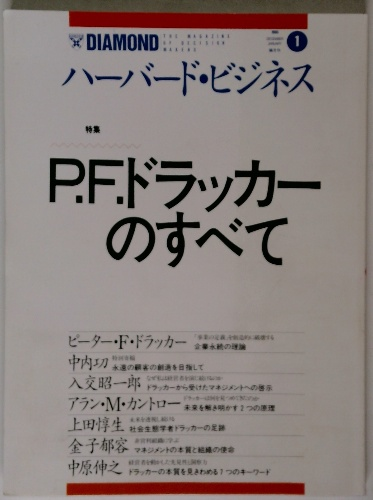 DIAMOND
THE MAGAZINE
OF DECISION
MAKERS
1
ハーバード・ビジネス
特集
P.F.ドラッカー
のすべて
ピーター・F・ドラッカー
企業永続の理論
中内㓛 特別寄稿
永遠の顧客の創造を目指して
入交昭一郎
ドラッカーから受けたマネジメントへの啓示
アラン・M・カントロー
未来を解き明かす7つの原理
上田惇生
社会生態学者ドラッカーの足跡
金子郁容
マネジメントの本質と組織の使命
中原伸之
ドラッカーの本質を見きわめる7つのキーワード